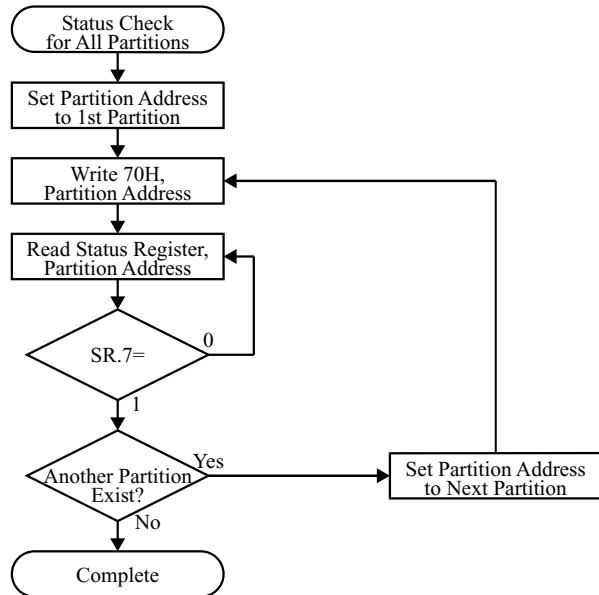 Status Check
for All Partitions
Set Partition Address
to 1st Partition
Write 70H,
Partition Address
Read Status Register,
Partition Address
SR.7=
0
1
Another Partition
Exist?
Yes
Set Partition Address
to Next Partition
No
Complete